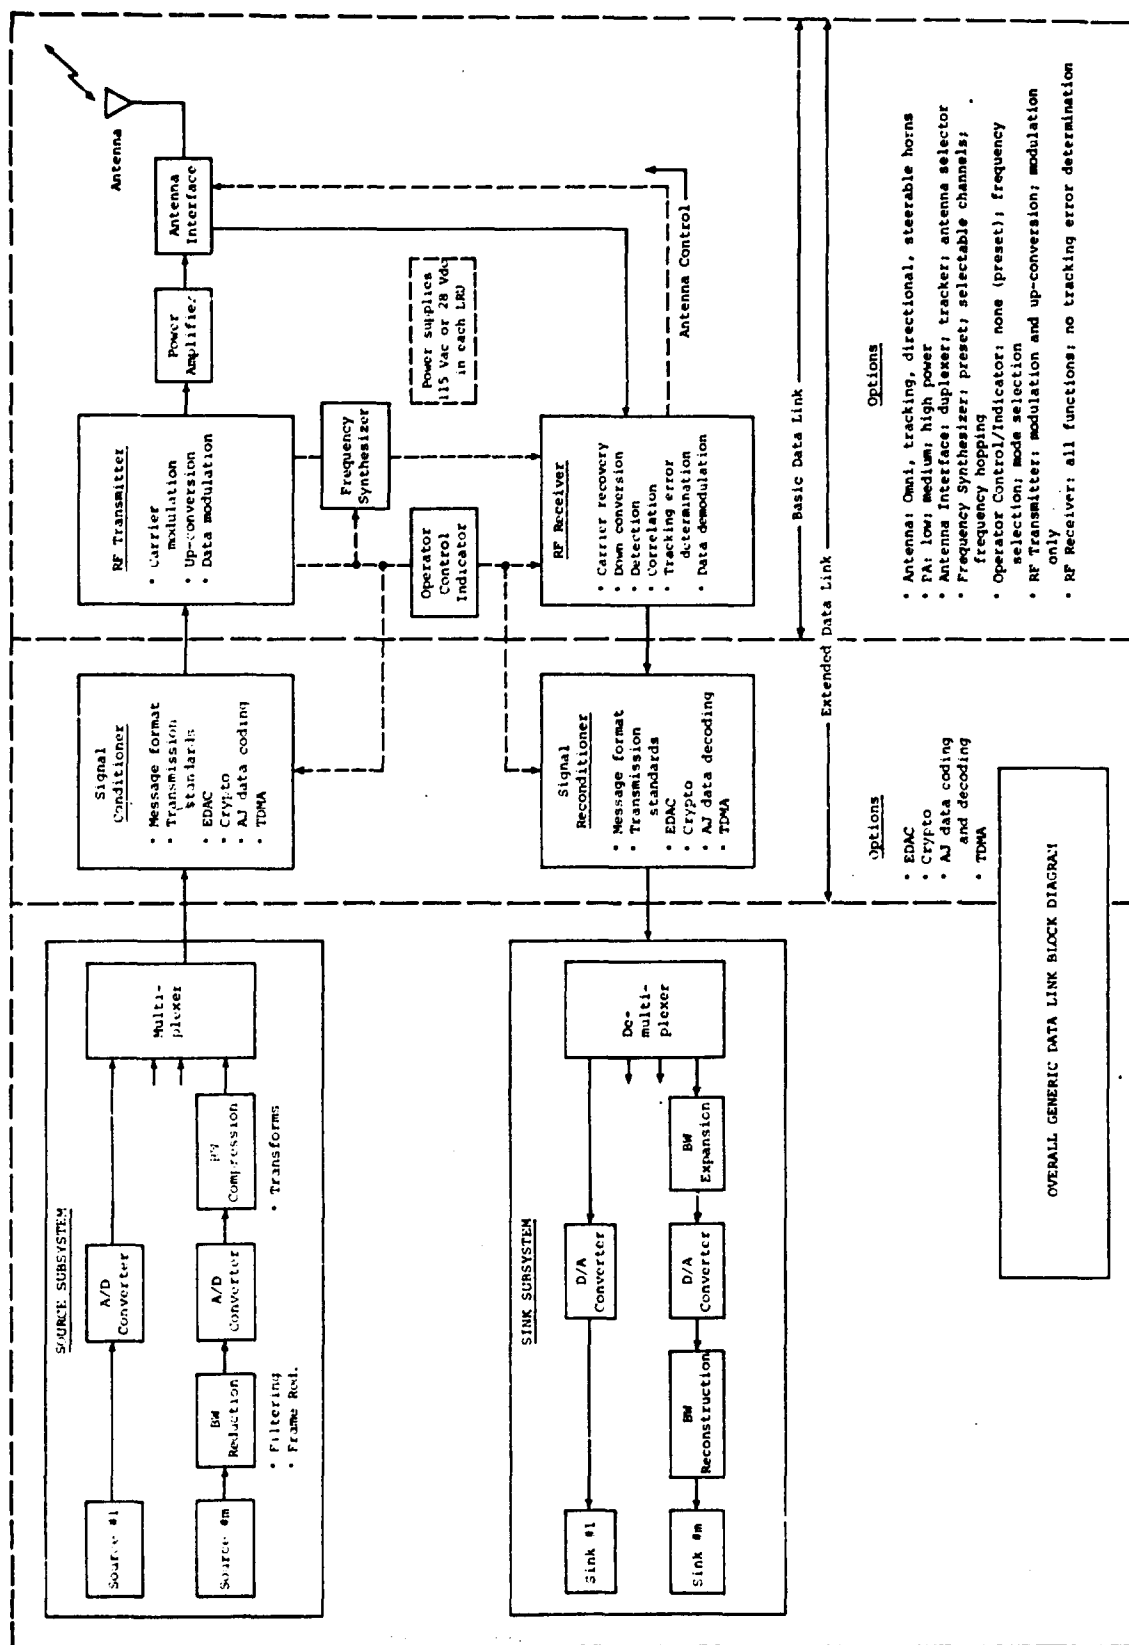 SOURCE SUBSYSTEM
Source #1
A/D
Converter
Multi-
plexer
Source #m
BW
Reduction
• Filtering
• Frame Red.
A/D
Converter
BW
Compression
• Transforms
Signal
Conditioner
• Message format
• Transmission
standards
• EDAC
• Crypto
• AJ data coding
• TDMA
RF Transmitter
• Carrier
modulation
• Up-conversion
• Data modulation
Power
Amplifier
Antenna
Interface
Antenna
Operator
Control
Indicator
Frequency
Synthesizer
Power supplies
115 Vac or 28 Vdc
in each LRU
SINK SUBSYSTEM
Sink #1
D/A
Converter
De-
multi-
plexer
Sink #m
BW
Reconstruction
D/A
Converter
BW
Expansion
Signal
Reconditioner
• Message format
• Transmission
standards
• EDAC
• Crypto
• AJ data decoding
• TDMA
RF Receiver
• Carrier recovery
• Down conversion
• Detection
• Correlation
• Tracking error
determination
• Data demodulation
Antenna Control
Basic Data Link
Extended Data Link
Options
• EDAC
• Crypto
• AJ data coding
and decoding
• TDMA
Options
• Antenna: Omni, tracking, directional, steerable horns
• PA: low; medium; high power
• Antenna Interface: duplexer; tracker; antenna selector
• Frequency Synthesizer: preset; selectable channels;
frequency hopping
• Operator Control/Indicator: none (preset); frequency
selection; mode selection
• RF Transmitter: modulation and up-conversion; modulation
only
• RF Receiver: all functions; no tracking error determination
OVERALL GENERIC DATA LINK BLOCK DIAGRAM